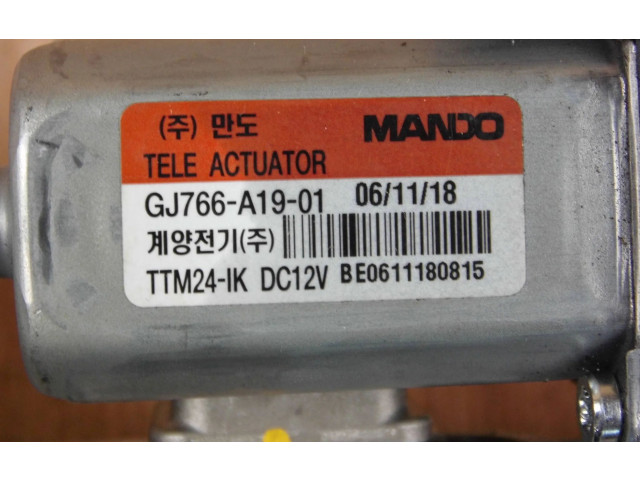 (주) 만도 MANDO
TELE ACTUATOR
GJ766-A19-01 06/11/18
계양전기(주)
TTM24-IK DC12V BE0611180815